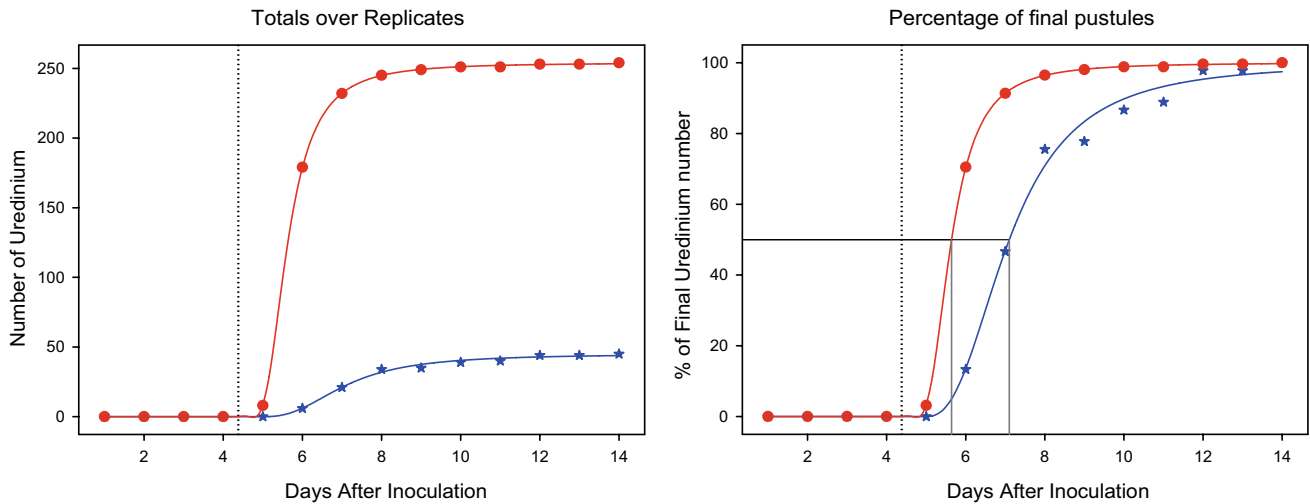 Totals over Replicates
Number of Uredinium
250
200
150
100
50
0
2 4 6 8 10 12 14
Days After Inoculation
Percentage of final pustules
% of Final Uredinium number
100
80
60
40
20
0
2 4 6 8 10 12 14
Days After Inoculation